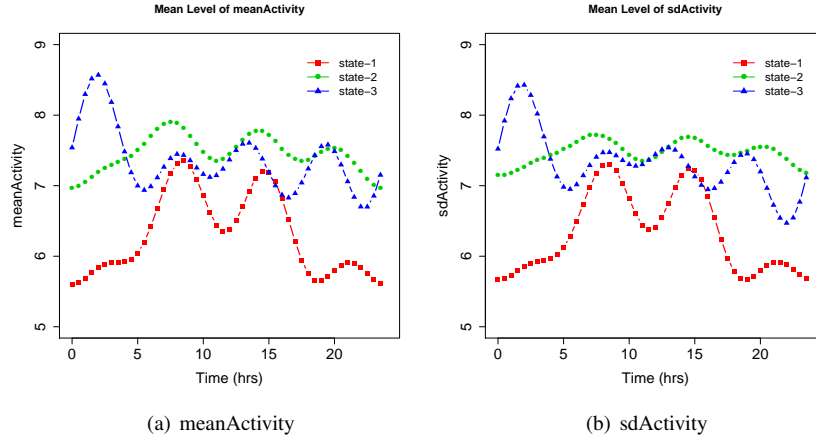 Mean Level of meanActivity
9
8
7
6
5
meanActivity
state-1
state-2
state-3
0 5 10 15 20
Time (hrs)
(a) meanActivity
Mean Level of sdActivity
9
8
7
6
5
sdActivity
state-1
state-2
state-3
0 5 10 15 20
Time (hrs)
(b) sdActivity